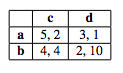 c d
a 5, 2 3, 1
b 4, 4 2, 10